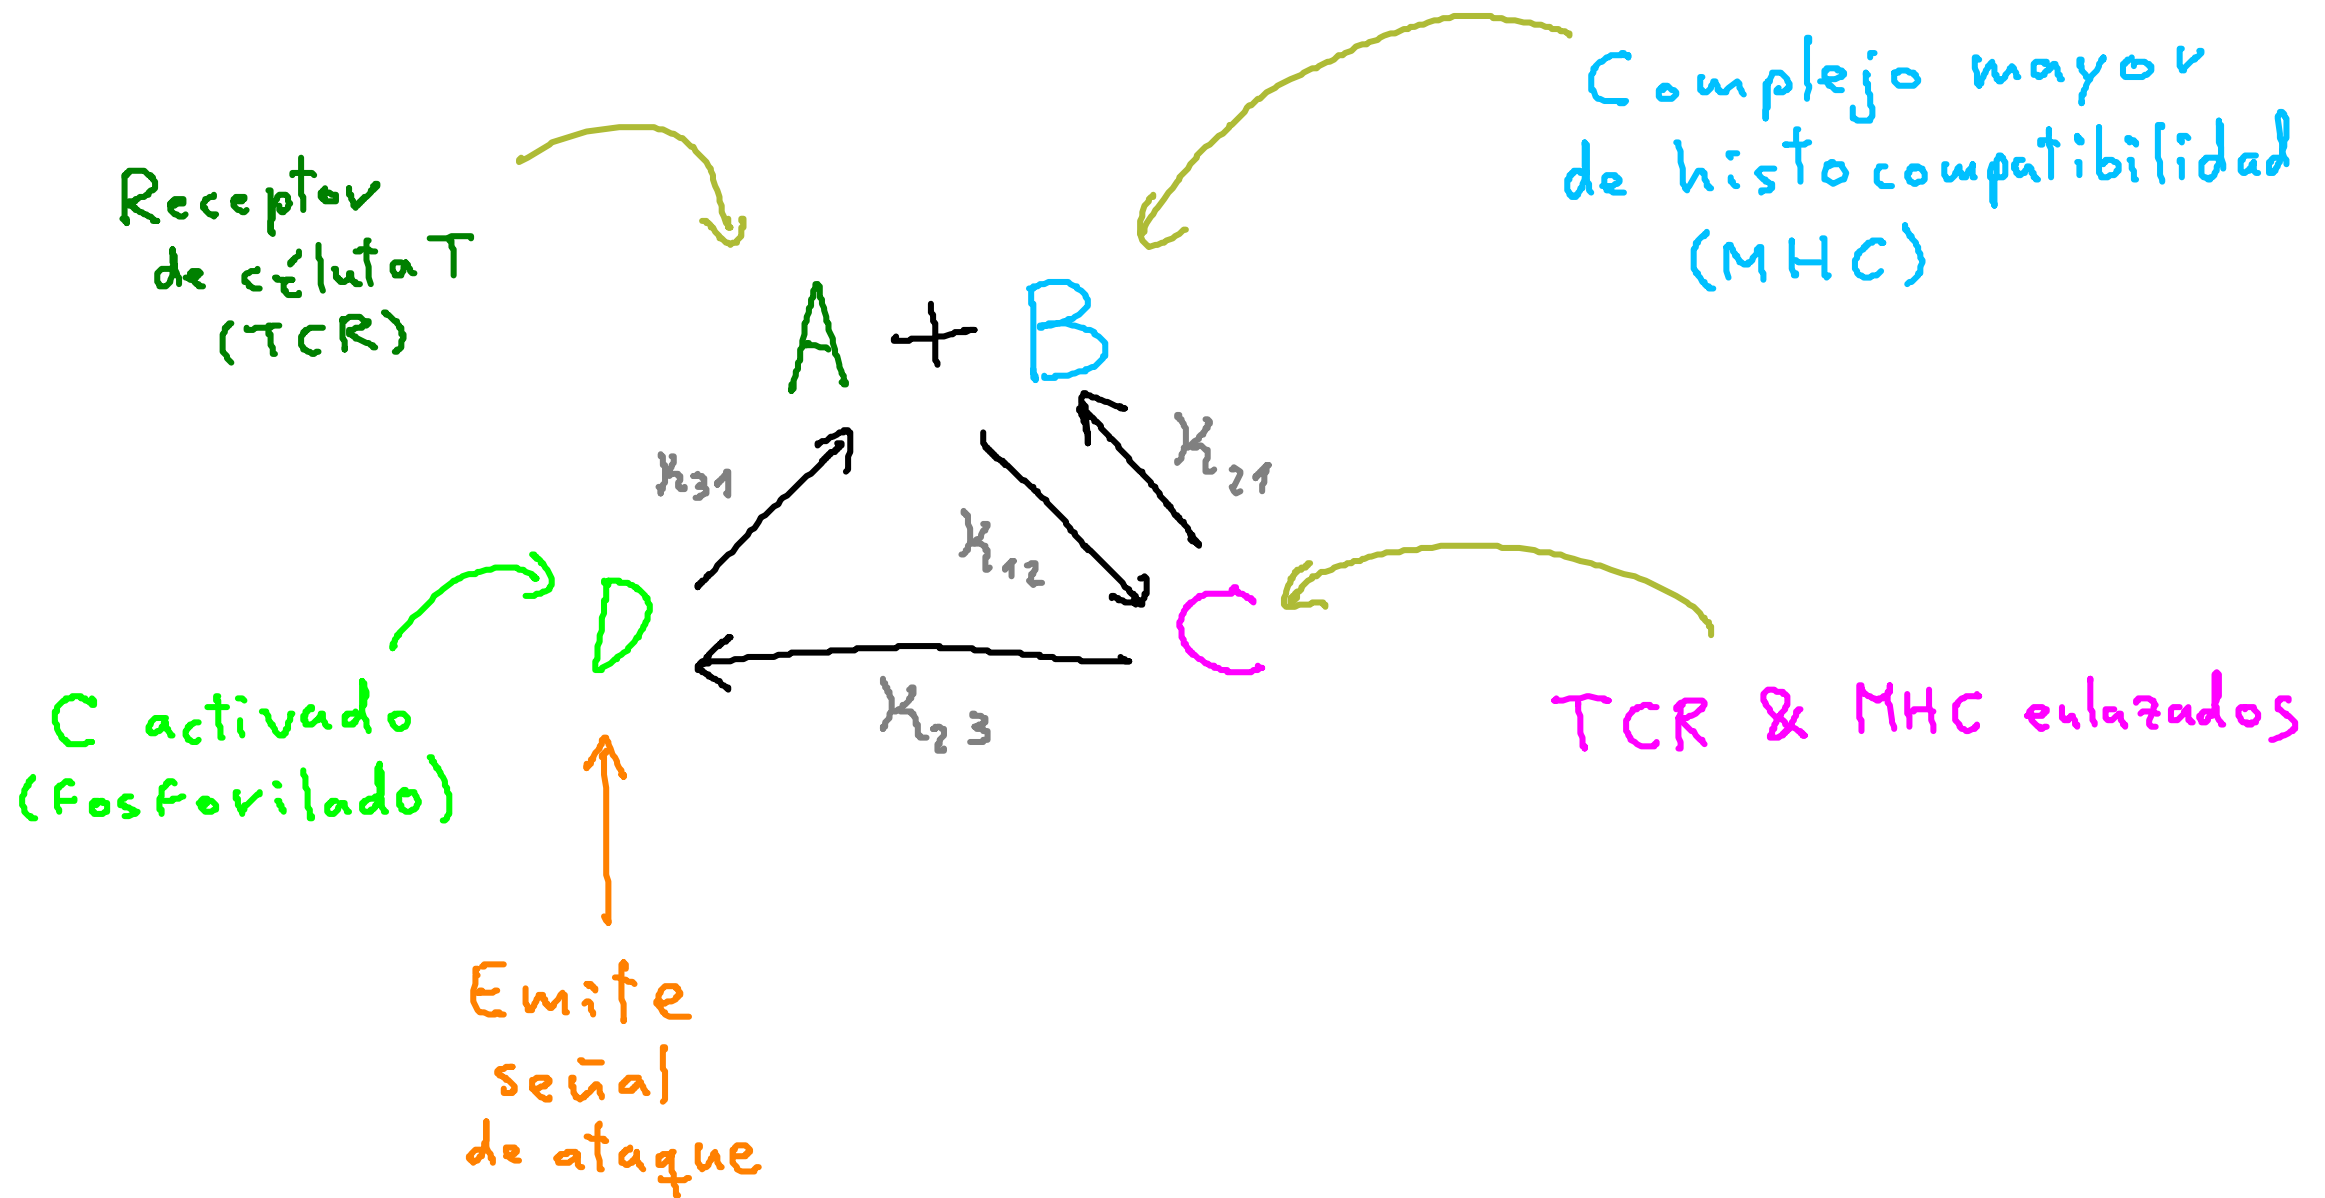 Complejo mayor
de histocompatibilidad
(MHC)
Receptor
de céluta T
(TCR)
A + B
K31
K21
K12
D
C
K23
C activado
(Fosforilado)
TCR & MHC enlazados
Emite
señal
de ataque